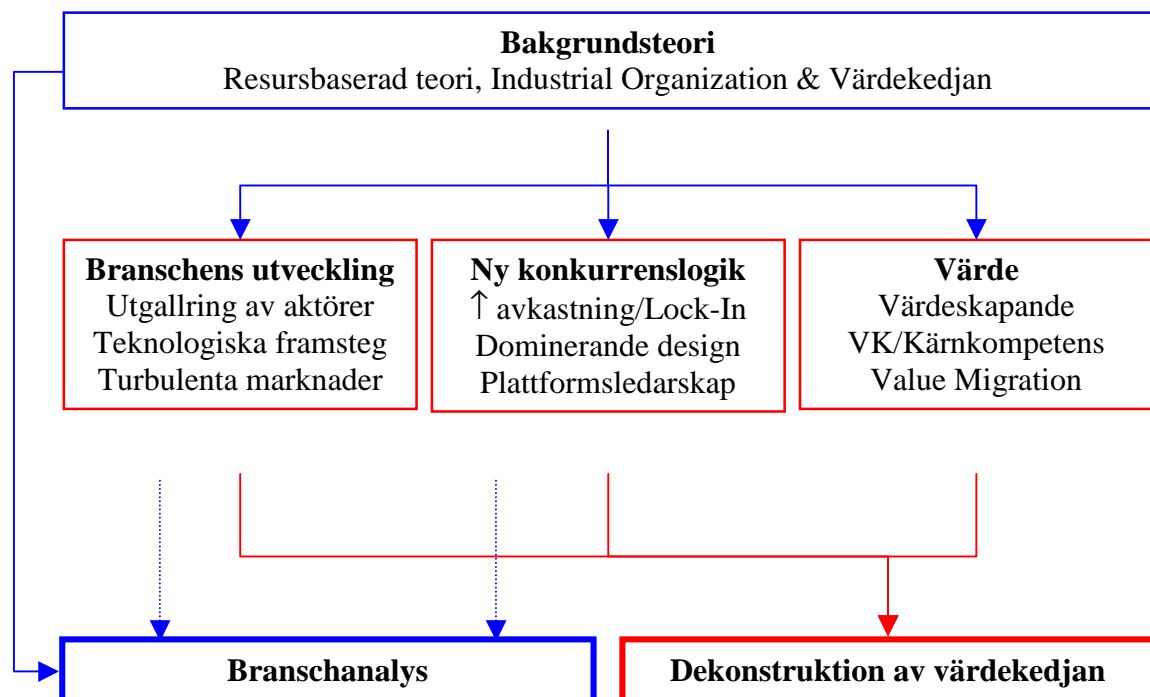 Bakgrundsteori
Resursbaserad teori, Industrial Organization & Värdekedjan
Branschens utveckling
Utgallring av aktörer
Teknologiska framsteg
Turbulenta marknader
Ny konkurrenslogik
↑ avkastning/Lock-In
Dominerande design
Plattformsledarskap
Värde
Värdeskapande
VK/Kärnkompetens
Value Migration
Branschanalys
Dekonstruktion av värdekedjan